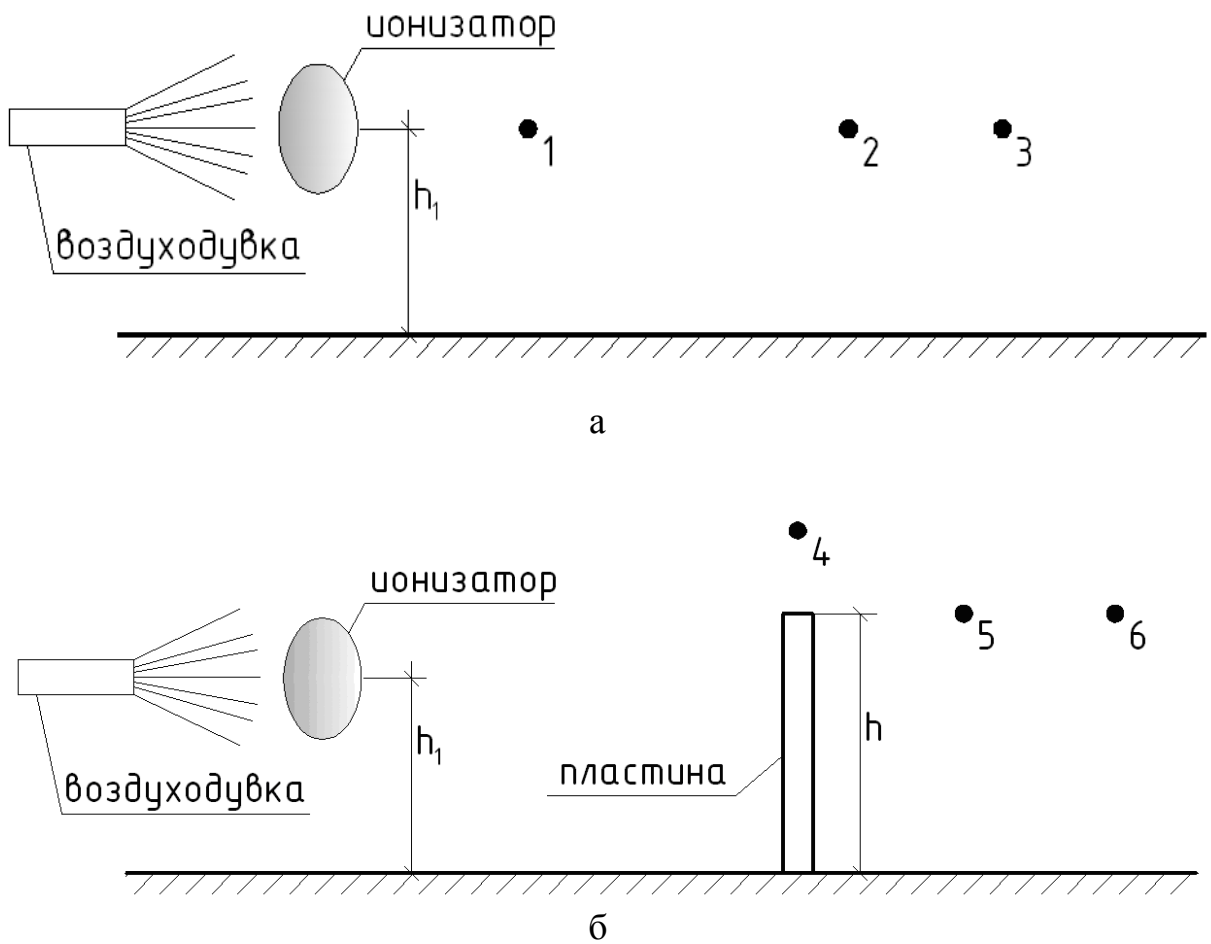 ионизатор
1
2
3
h₁
воздуходувка
а
4
ионизатор
5
6
h₁
h
пластина
воздуходувка
б